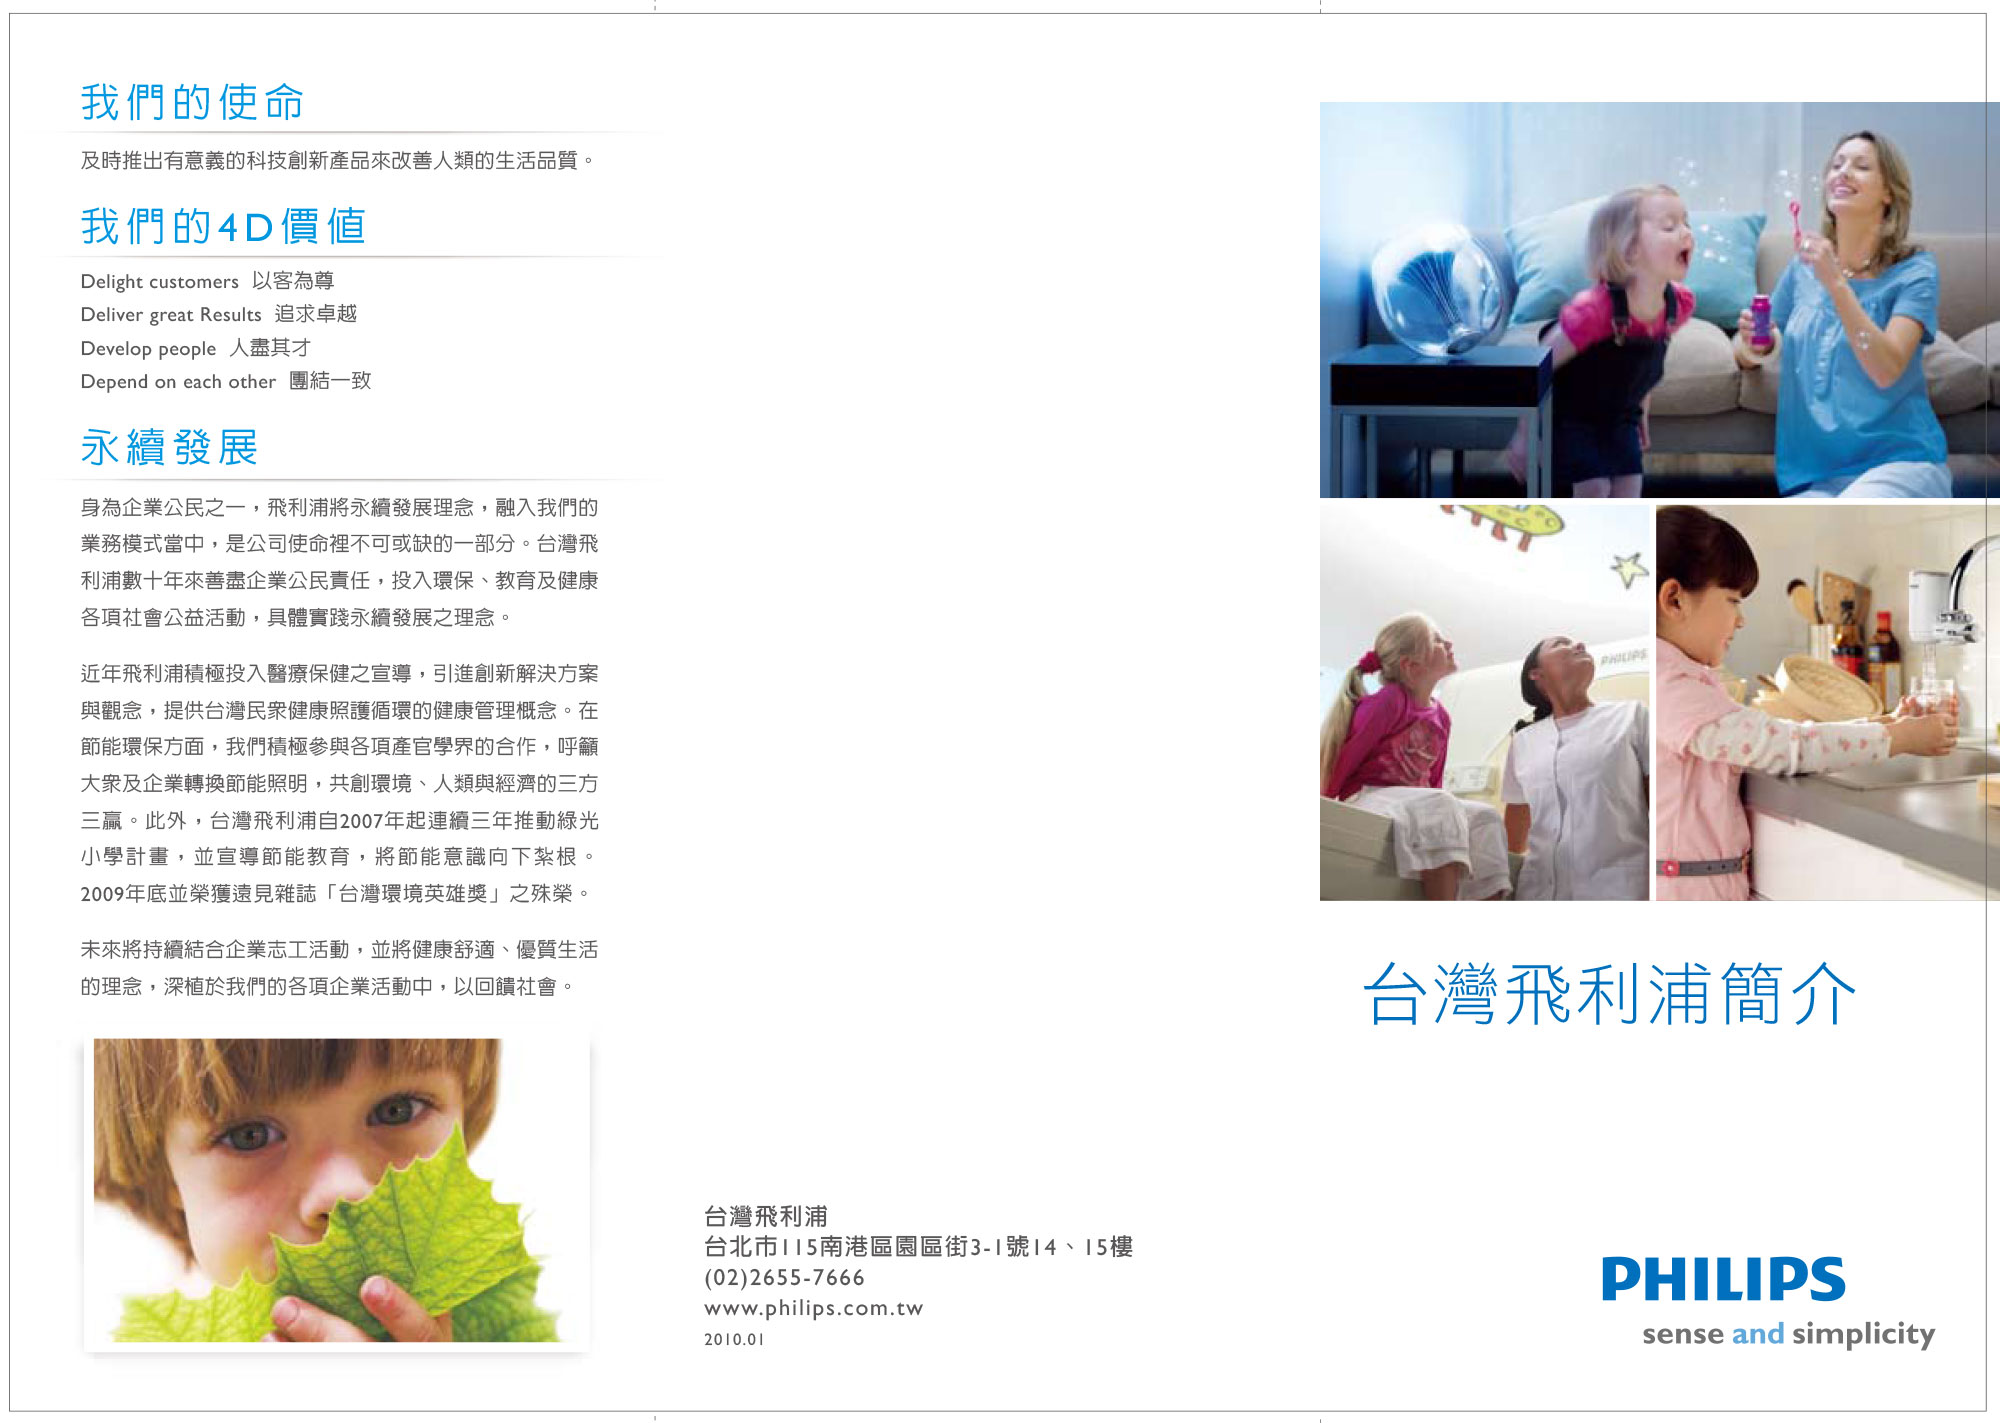 我們的使命
及時推出有意義的科技創新產品來改善人類的生活品質。
我們的4D價值
Delight customers 以客為尊
Deliver great Results 追求卓越
Develop people 人盡其才
Depend on each other 團結一致
永續發展
身為企業公民之一，飛利浦將永續發展理念，融入我們的
業務模式當中，是公司使命裡不可或缺的一部分。台灣飛
利浦數十年來善盡企業公民責任，投入環保、教育及健康
各項社會公益活動，具體實踐永續發展之理念。
近年飛利浦積極投入醫療保健之宣導，引進創新解決方案
與觀念，提供台灣民衆健康照護循環的健康管理概念。在
節能環保方面，我們積極參與各項產官學界的合作，呼籲
大衆及企業轉換節能照明，共創環境、人類與經濟的三方
三贏。此外，台灣飛利浦自2007年起連續三年推動綠光
小學計畫，並宣導節能教育，將節能意識向下紮根。
2009年底並榮獲遠見雜誌「台灣環境英雄獎」之殊榮。
未來將持續結合企業志工活動，並將健康舒適、優質生活
的理念，深植於我們的各項企業活動中，以回饋社會。
台灣飛利浦
台北市115南港區園區街3-1號14、15樓
(02)2655-7666
www.philips.com.tw
2010.01
PHILIPS
台灣飛利浦簡介
PHILIPS
sense and simplicity